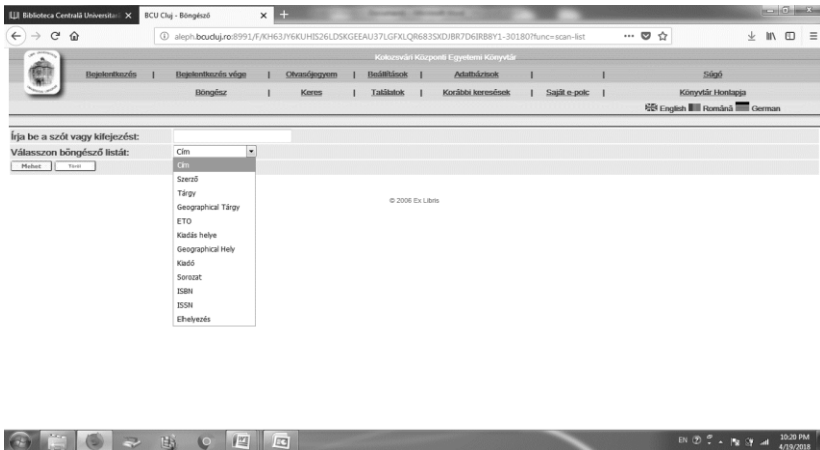 Biblioteca Centrală Universitară
BCU Cluj - Böngésző
aleph.bcucluj.ro:8991/F/KH63JY6KUHIS26LDSKGEEAU37LGFXLQR683SXDJBR7D6IRB8Y1-30180?func=scan-list
Kolozsvári Központi Egyetemi Könyvtár
Bejelentkezés | Bejelentkezés vége | Olvasójegyem | Beállítások | Adatbázisok | | Súgó
Böngész | Keres | Találatok | Korábbi keresések | Saját e-polc | Könyvtár Honlapja
English Română German
Írja be a szót vagy kifejezést:
Válasszon böngésző listát: Cím
Mehet Töröl
Cím
Szerző
Tárgy
Geographical Tárgy
ETO
Kiadás helye
Geographical Hely
Kiadó
Sorozat
ISBN
ISSN
Elhelyezés
© 2006 Ex Libris
EN
10:20 PM
4/19/2018